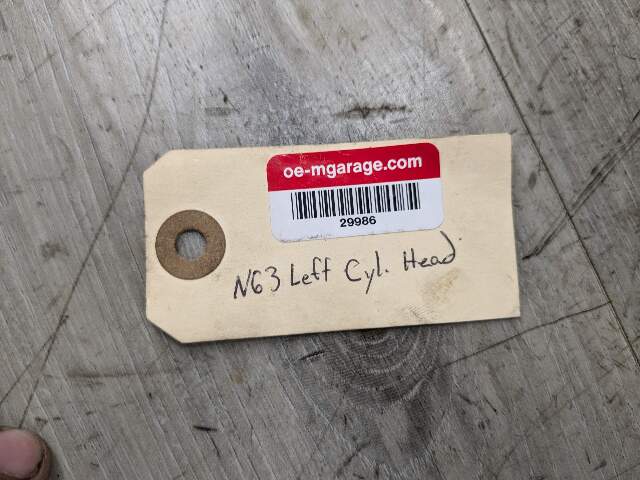 oe-mgarage.com
29986
N63 Left Cyl. Head